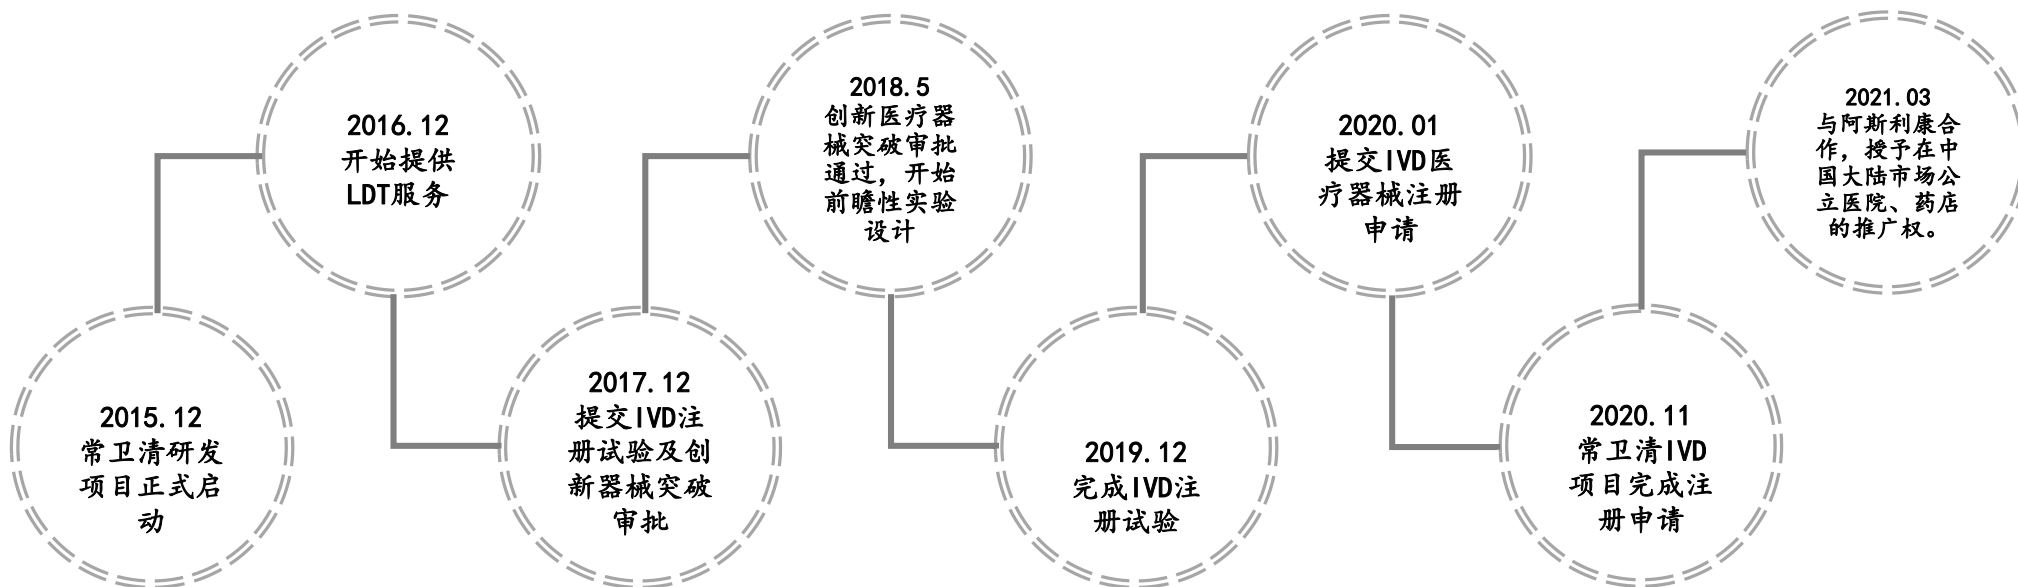 2015.12
常卫清研发
项目正式启
动
2016.12
开始提供
LDT服务
2017.12
提交IVD注
册试验及创
新器械突破
审批
2018.5
创新医疗器
械突破审批
通过，开始
前瞻性实验
设计
2019.12
完成IVD注
册试验
2020.01
提交IVD医
疗器械注册
申请
2020.11
常卫清IVD
项目完成注
册申请
2021.03
与阿斯利康合
作，授予在中
国大陆市场公
立医院、药店
的推广权。